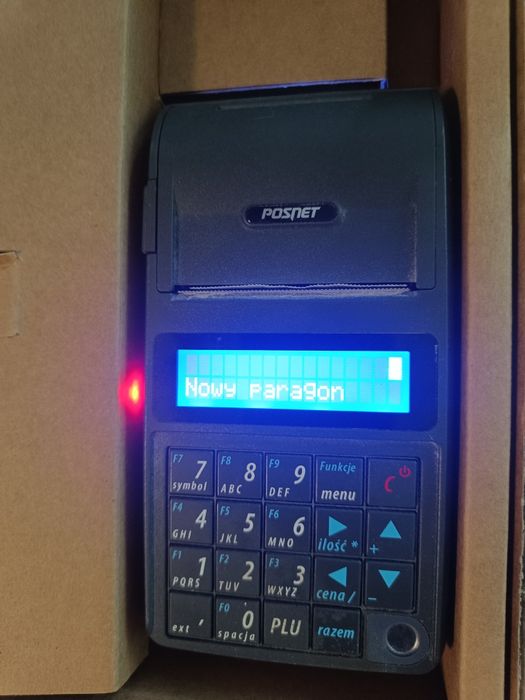 POSNET
Nowy paragon
F7 7 symbol
F8 8 ABC
F9 9 DEF
Funkcje menu
C
F4 4 GHI
F5 5 JKL
F6 6 MNO
ilość *
+
F1 1 PQRS
F2 2 TUV
F3 3 WXYZ
cena /
–
ext ,
F0 0 spacja
PLU
razem